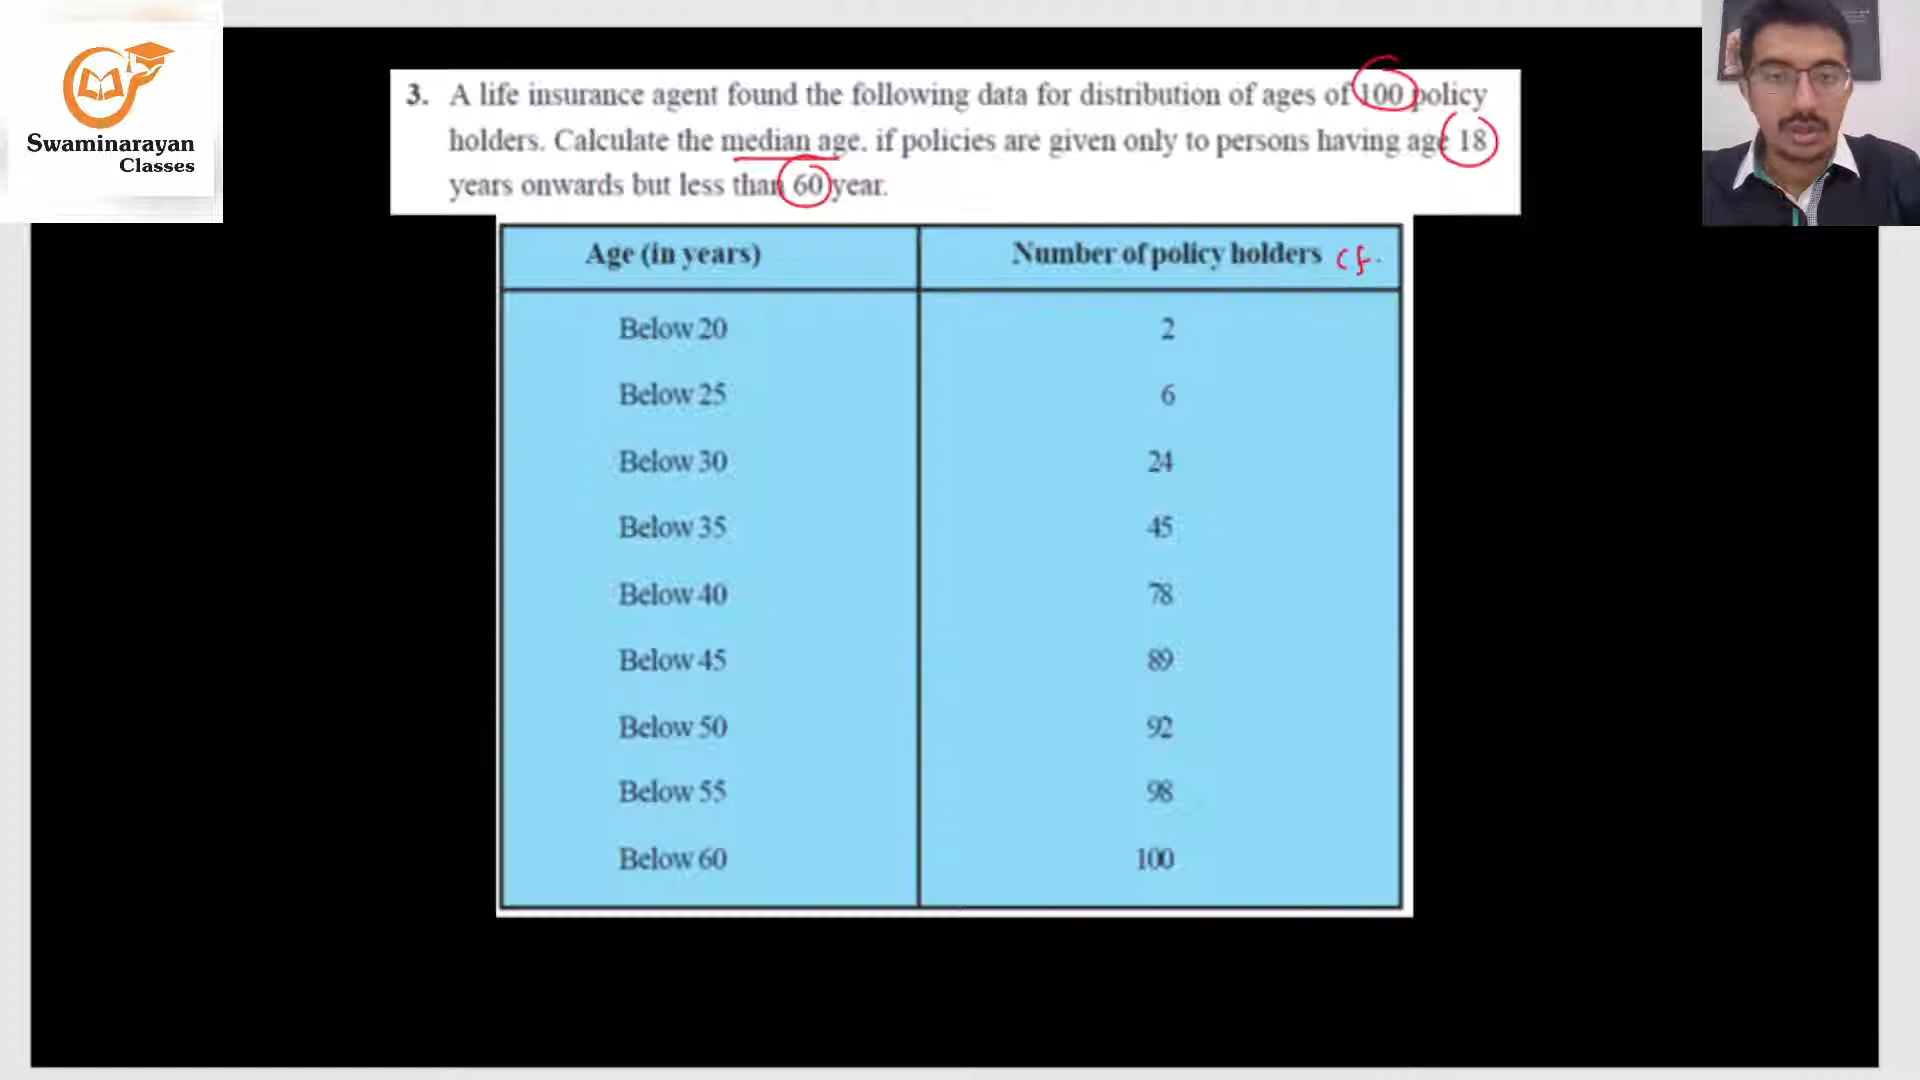 Swaminarayan
Classes
3. A life insurance agent found the following data for distribution of ages of 100 policy
holders. Calculate the median age, if policies are given only to persons having age 18
years onwards but less than 60 year.
Age (in years) Number of policy holders cf.
Below 20 2
Below 25 6
Below 30 24
Below 35 45
Below 40 78
Below 45 89
Below 50 92
Below 55 98
Below 60 100